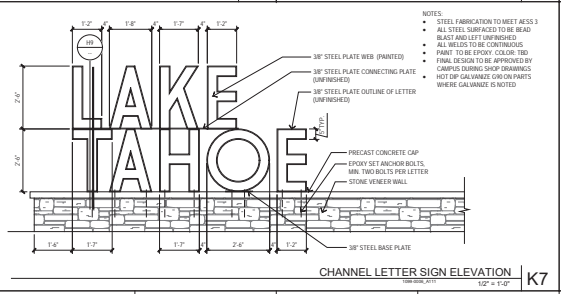 NOTES:
• STEEL FABRICATION TO MEET AESS 3
• ALL STEEL SURFACED TO BE BEAD
BLAST AND LEFT UNFINISHED
• ALL WELDS TO BE CONTINUOUS
• PAINT TO BE EPOXY. COLOR: TBD
• FINAL DESIGN TO BE APPROVED BY
CAMPUS DURING SHOP DRAWINGS
• HOT DIP GALVANIZE G90 ON PARTS
WHERE GALVANIZE IS NOTED
1'-2" 4" 1'-8" 4" 1'-7" 4" 1'-2"
H9
3/8" STEEL PLATE WEB (PAINTED)
3/8" STEEL PLATE CONNECTING PLATE
(UNFINISHED)
3/8" STEEL PLATE OUTLINE OF LETTER
(UNFINISHED)
2'-6"
LAKE
TYP.
2'-6"
TAHOE
PRECAST CONCRETE CAP
EPOXY SET ANCHOR BOLTS,
MIN. TWO BOLTS PER LETTER
STONE VENEER WALL
1'-6" 1'-7" 1'-7" 4" 2'-6" 4" 1'-2"
3/8" STEEL BASE PLATE
CHANNEL LETTER SIGN ELEVATION
1/2" = 1'-0"
K7